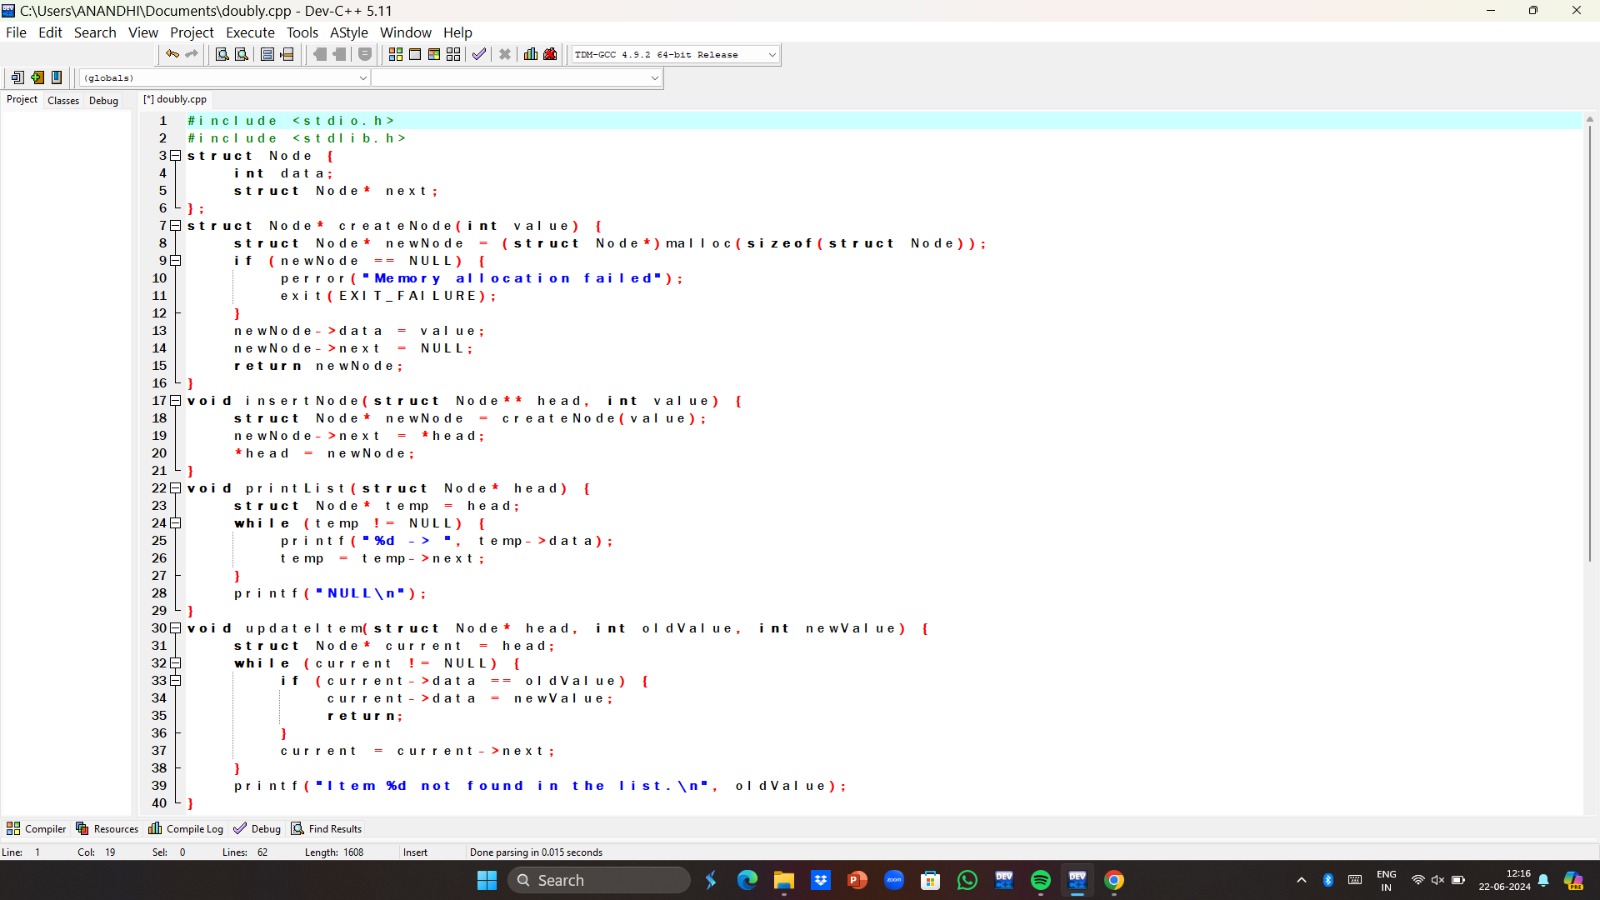 C:\Users\ANANDHI\Documents\doubly.cpp - Dev-C++ 5.11
File Edit Search View Project Execute Tools AStyle Window Help
TDM-GCC 4.9.2 64-bit Release
(globals)
Project Classes Debug [*] doubly.cpp
1 #include <stdio.h>
2 #include <stdlib.h>
3 struct Node {
4 int data;
5 struct Node* next;
6 };
7 struct Node* createNode(int value) {
8 struct Node* newNode = (struct Node*)malloc(sizeof(struct Node));
9 if (newNode == NULL) {
10 perror("Memory allocation failed");
11 exit(EXIT_FAILURE);
12 }
13 newNode->data = value;
14 newNode->next = NULL;
15 return newNode;
16 }
17 void insertNode(struct Node** head, int value) {
18 struct Node* newNode = createNode(value);
19 newNode->next = *head;
20 *head = newNode;
21 }
22 void printList(struct Node* head) {
23 struct Node* temp = head;
24 while (temp != NULL) {
25 printf("%d -> ", temp->data);
26 temp = temp->next;
27 }
28 printf("NULL\n");
29 }
30 void updateItem(struct Node* head, int oldValue, int newValue) {
31 struct Node* current = head;
32 while (current != NULL) {
33 if (current->data == oldValue) {
34 current->data = newValue;
35 return;
36 }
37 current = current->next;
38 }
39 printf("Item %d not found in the list.\n", oldValue);
40 }
Compiler Resources Compile Log Debug Find Results
Line: 1 Col: 19 Sel: 0 Lines: 62 Length: 1608 Insert Done parsing in 0.015 seconds
Search
ENG
IN
12:16
22-06-2024